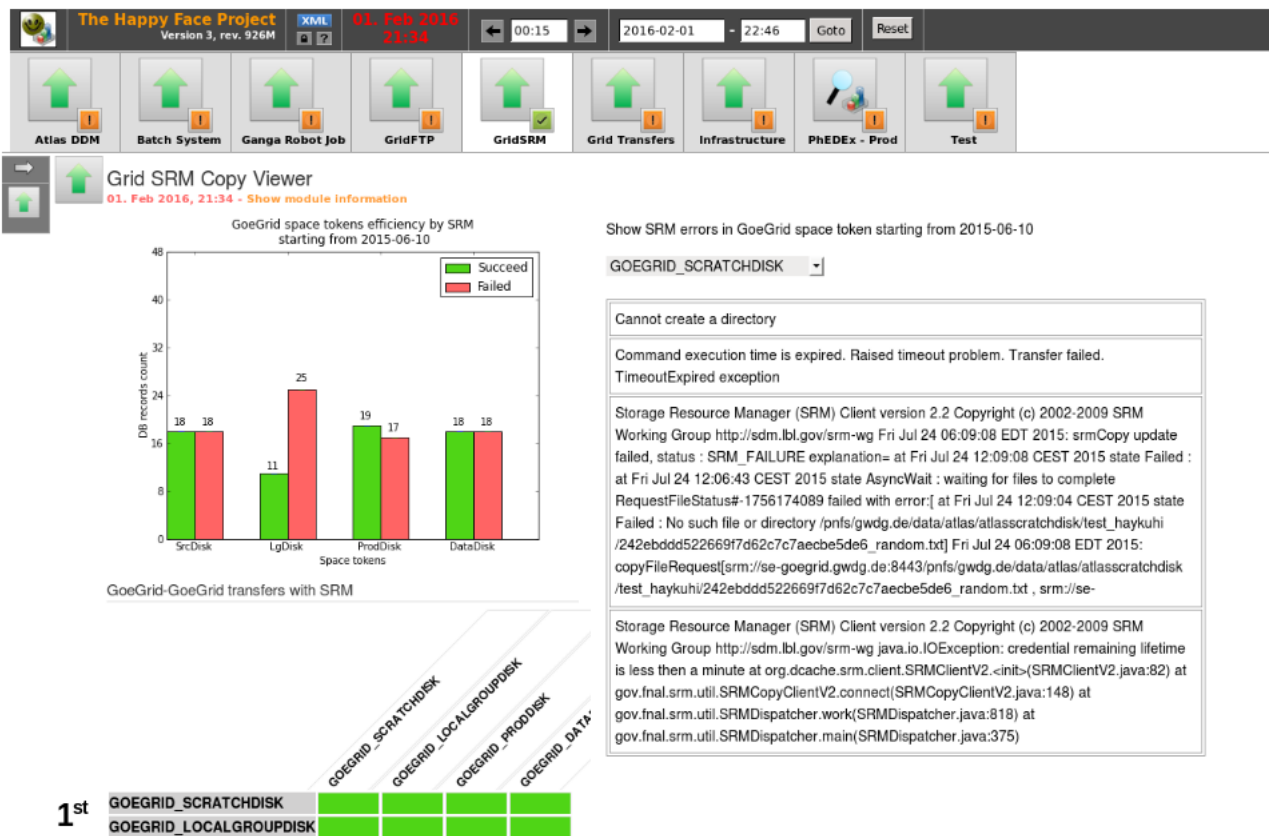 The Happy Face Project
Version 3, rev. 926M
XML
?
01. Feb 2016
21:34
00:15
2016-02-01 - 22:46
Goto
Reset
Atlas DDM
Batch System
Ganga Robot Job
GridFTP
GridSRM
Grid Transfers
Infrastructure
PhEDEx - Prod
Test
Grid SRM Copy Viewer
01. Feb 2016, 21:34 - Show module information
GoeGrid space tokens efficiency by SRM
starting from 2015-06-10
48
40
32
24
16
8
DB records count
Succeed
Failed
18 18
11 25
19 17
18 18
SrcDisk LgDisk ProdDisk DataDisk
Space tokens
Show SRM errors in GoeGrid space token starting from 2015-06-10
GOEGRID_SCRATCHDISK
Cannot create a directory
Command execution time is expired. Raised timeout problem. Transfer failed.
TimeoutExpired exception
Storage Resource Manager (SRM) Client version 2.2 Copyright (c) 2002-2009 SRM
Working Group http://sdm.lbl.gov/srm-wg Fri Jul 24 06:09:08 EDT 2015: srmCopy update
failed, status : SRM_FAILURE explanation= at Fri Jul 24 12:09:08 CEST 2015 state Failed :
at Fri Jul 24 12:06:43 CEST 2015 state AsyncWait : waiting for files to complete
RequestFileStatus#-1756174089 failed with error:[ at Fri Jul 24 12:09:04 CEST 2015 state
Failed : No such file or directory /pnfs/gwdg.de/data/atlas/atlasscratchdisk/test_haykuhi
/242ebddd522669f7d62c7c7aecbe5de6_random.txt] Fri Jul 24 06:09:08 EDT 2015:
copyFileRequest[srm://se-goegrid.gwdg.de:8443/pnfs/gwdg.de/data/atlas/atlasscratchdisk
/test_haykuhi/242ebddd522669f7d62c7c7aecbe5de6_random.txt , srm://se-
Storage Resource Manager (SRM) Client version 2.2 Copyright (c) 2002-2009 SRM
Working Group http://sdm.lbl.gov/srm-wg java.io.IOException: credential remaining lifetime
is less then a minute at org.dcache.srm.client.SRMClientV2.<init>(SRMClientV2.java:82) at
gov.fnal.srm.util.SRMCopyClientV2.connect(SRMCopyClientV2.java:148) at
gov.fnal.srm.util.SRMDispatcher.work(SRMDispatcher.java:818) at
gov.fnal.srm.util.SRMDispatcher.main(SRMDispatcher.java:375)
GoeGrid-GoeGrid transfers with SRM
GOEGRID_SCRATCHDISK
GOEGRID_LOCALGROUPDISK
GOEGRID_PRODDISK
GOEGRID_DATA
1st
GOEGRID_SCRATCHDISK
GOEGRID_LOCALGROUPDISK